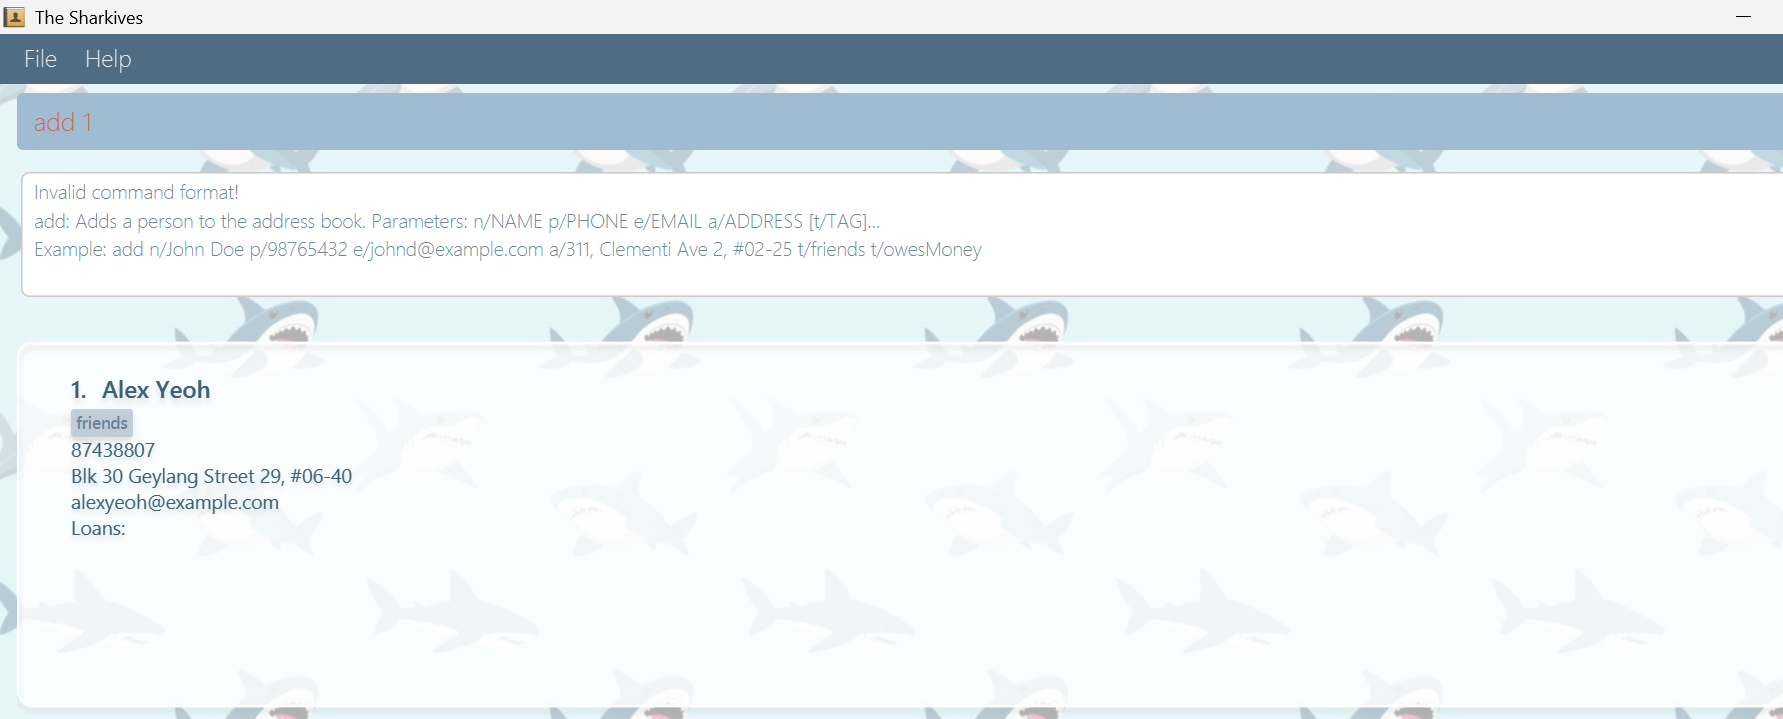 The Sharkives
File Help
add 1
Invalid command format!
add: Adds a person to the address book. Parameters: n/NAME p/PHONE e/EMAIL a/ADDRESS [t/TAG]...
Example: add n/John Doe p/98765432 e/johnd@example.com a/311, Clementi Ave 2, #02-25 t/friends t/owesMoney
1. Alex Yeoh
friends
87438807
Blk 30 Geylang Street 29, #06-40
alexyeoh@example.com
Loans: